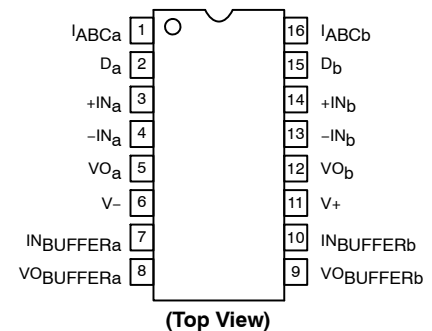 IABCa 1 16 IABCb
Da 2 15 Db
+INa 3 14 +INb
−INa 4 13 −INb
VOa 5 12 VOb
V− 6 11 V+
INBUFFERa 7 10 INBUFFERb
VOBUFFERa 8 9 VOBUFFERb
(Top View)